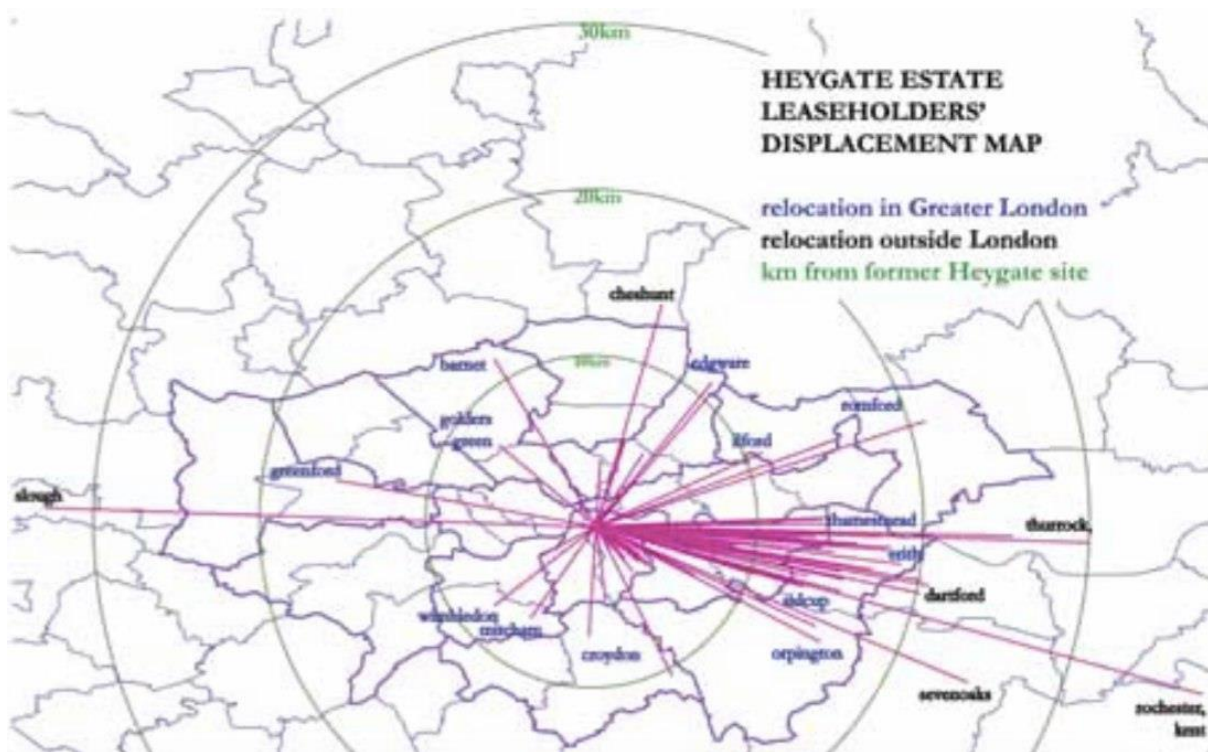 30km
HEYGATE ESTATE
LEASEHOLDERS'
DISPLACEMENT MAP
20km
relocation in Greater London
relocation outside London
km from former Heygate site
cheshunt
10km
barnet
edgware
romford
golders
green
ilford
greenford
slough
thamesmead
thurrock,
erith
dartford
sidcup
wimbledon
mitcham
croydon
orpington
sevenoaks
rochester,
kent